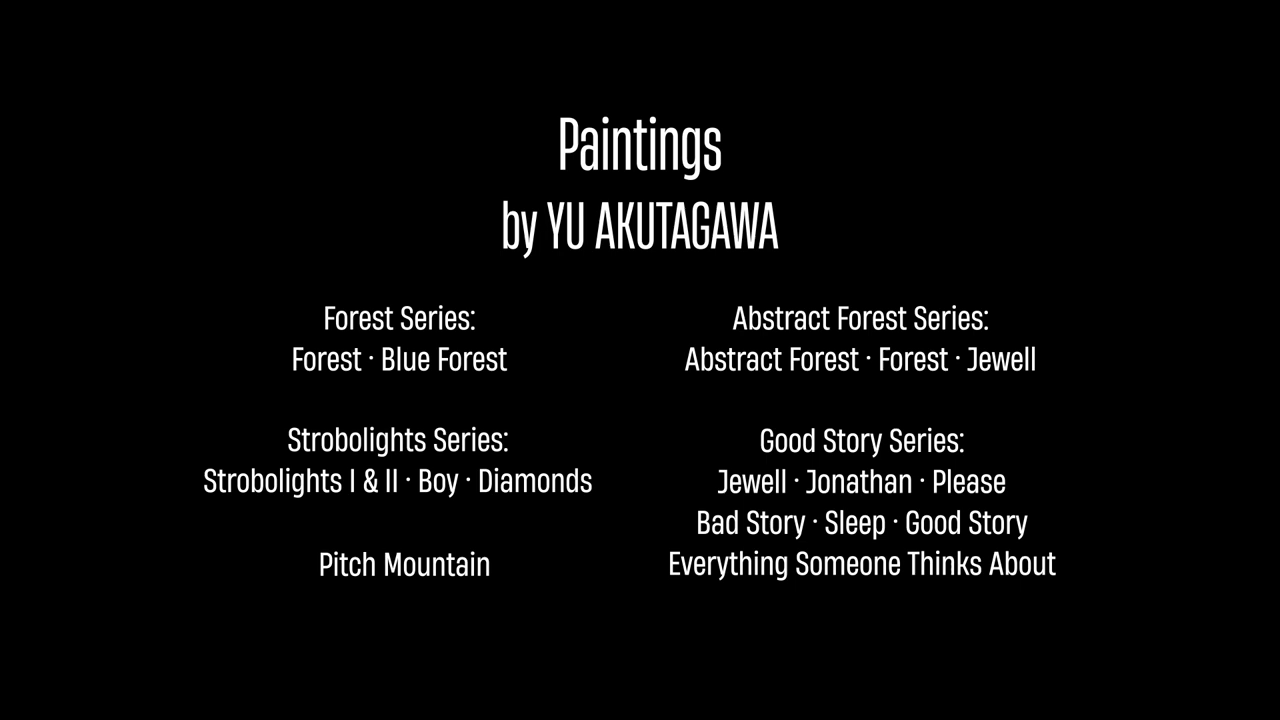 Paintings
by YU AKUTAGAWA
Forest Series:
Forest · Blue Forest
Strobolights Series:
Strobolights I & II · Boy · Diamonds
Pitch Mountain
Abstract Forest Series:
Abstract Forest · Forest · Jewell
Good Story Series:
Jewell · Jonathan · Please
Bad Story · Sleep · Good Story
Everything Someone Thinks About